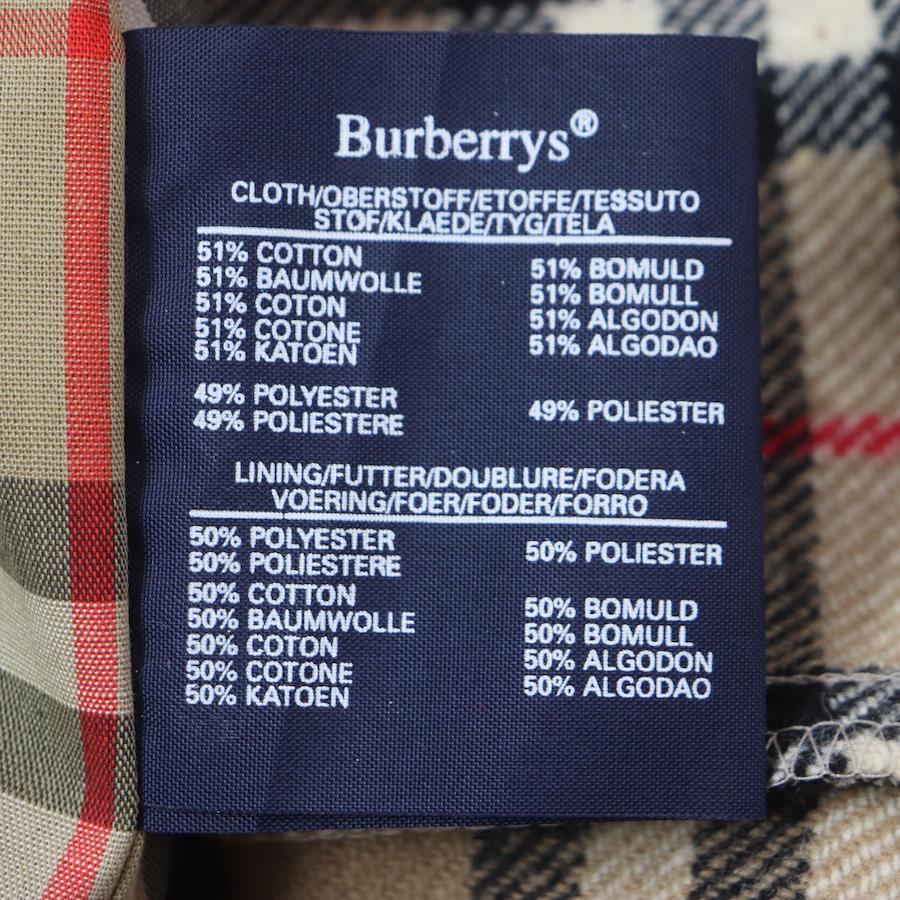 Burberrys®
CLOTH/OBERSTOFF/ETOFFE/TESSUTO
STOF/KLAEDE/TYG/TELA
51% COTTON
51% BAUMWOLLE
51% COTON
51% COTONE
51% KATOEN
51% BOMULD
51% BOMULL
51% ALGODON
51% ALGODAO
49% POLYESTER
49% POLIESTERE
49% POLIESTER
LINING/FUTTER/DOUBLURE/FODERA
VOERING/FOER/FODER/FORRO
50% POLYESTER
50% POLIESTERE
50% POLIESTER
50% COTTON
50% BAUMWOLLE
50% COTON
50% COTONE
50% KATOEN
50% BOMULD
50% BOMULL
50% ALGODON
50% ALGODAO